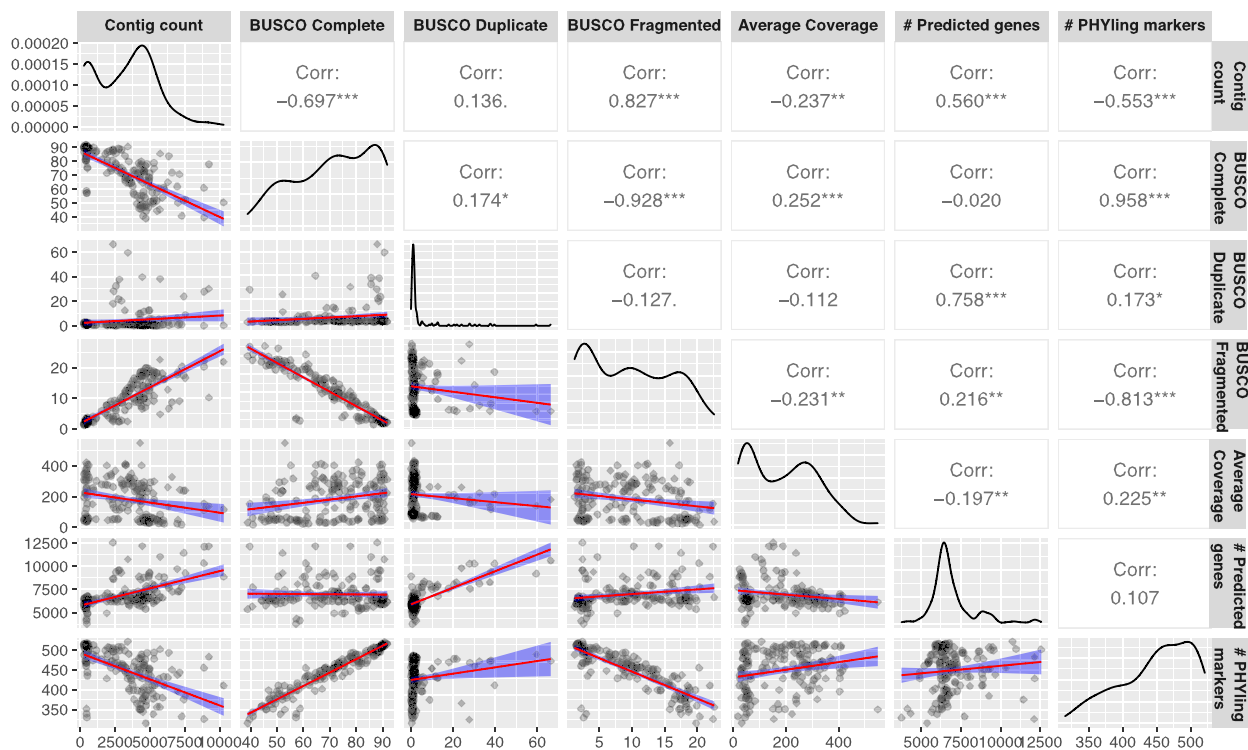 Contig count BUSCO Complete BUSCO Duplicate BUSCO Fragmented Average Coverage # Predicted genes # PHYling markers
0.00020
0.00015
0.00010
0.00005
0.00000
Corr: Corr: Corr: Corr: Corr: Corr:
−0.697*** 0.136. 0.827*** −0.237** 0.560*** −0.553***
Contig
count
90
80
70
60
50
40
Corr: Corr: Corr: Corr: Corr:
0.174* −0.928*** 0.252*** −0.020 0.958***
BUSCO
Complete
60
40
20
0
Corr: Corr: Corr: Corr:
−0.127. −0.112 0.758*** 0.173*
BUSCO
Duplicate
20
10
0
Corr: Corr: Corr:
−0.231** 0.216** −0.813***
BUSCO
Fragmented
400
200
0
Corr: Corr:
−0.197** 0.225**
Average
Coverage
12500
10000
7500
5000
Corr:
0.107
# Predicted
genes
500
450
400
350
# PHYling
markers
0 2500 5000 7500 10000 40 50 60 70 80 90 0 20 40 60 5 10 15 20 0 200 400 5000 7500 10000 12500 350 400 450 500